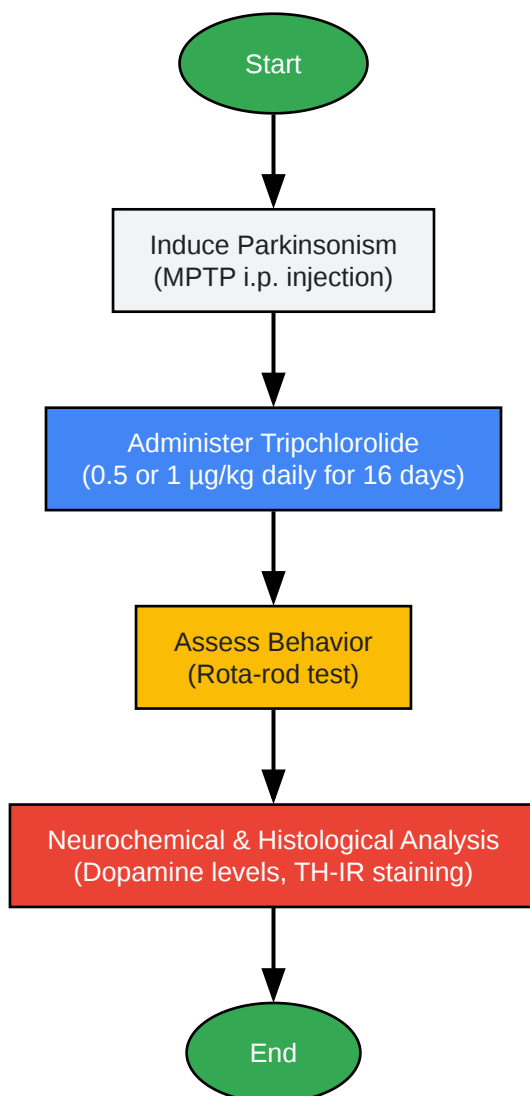 Start
Induce Parkinsonism
(MPTP i.p. injection)
Administer Tripchlorolide
(0.5 or 1 µg/kg daily for 16 days)
Assess Behavior
(Rota-rod test)
Neurochemical & Histological Analysis
(Dopamine levels, TH-IR staining)
End